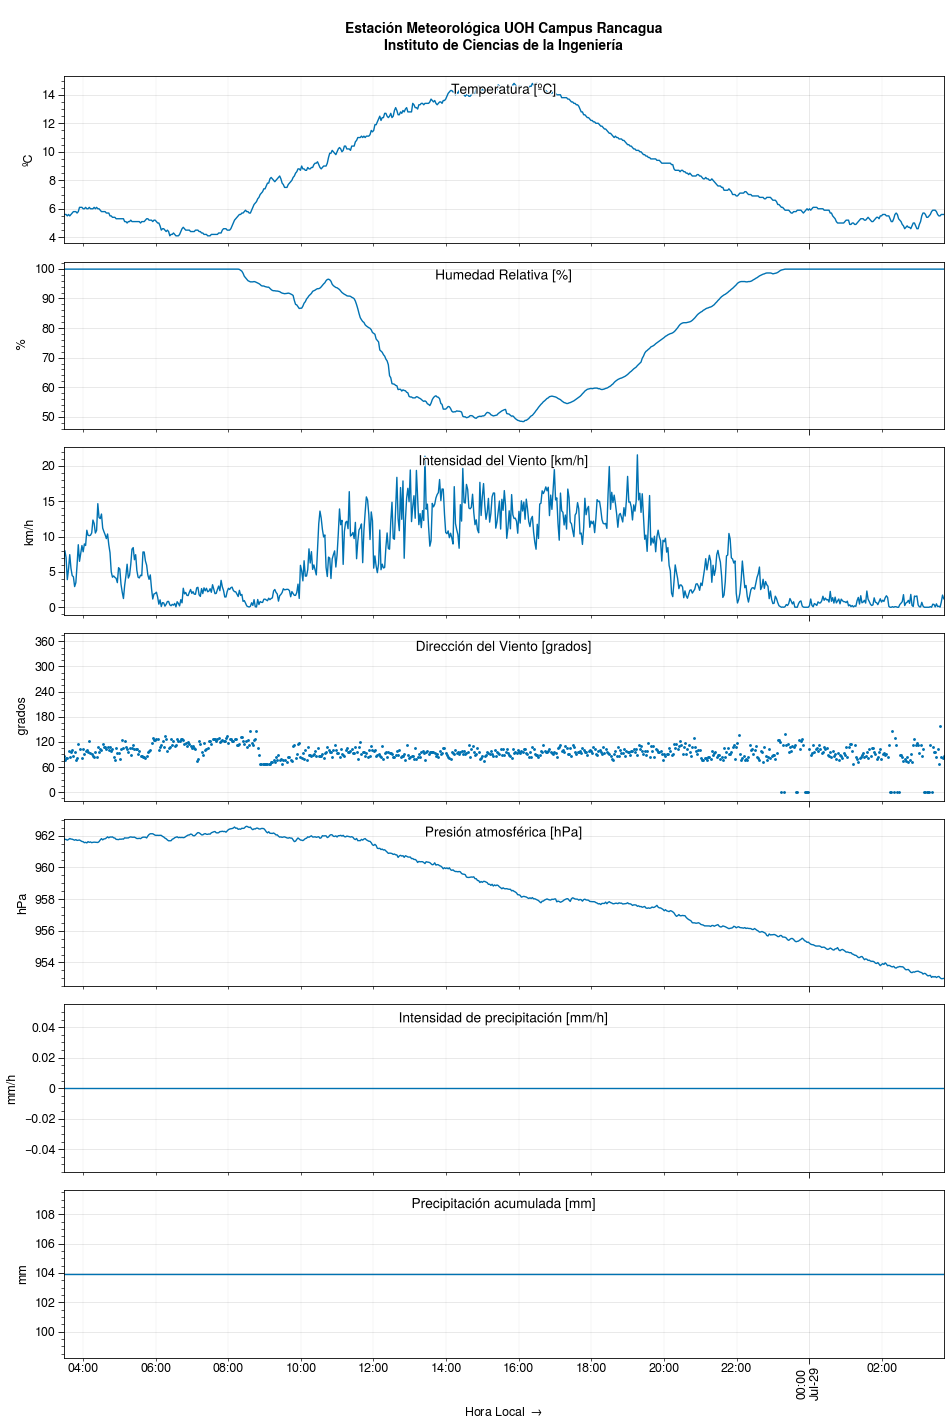 Estación Meteorológica UOH Campus Rancagua
Instituto de Ciencias de la Ingeniería
Temperatura [ºC]
14
12
10
8
6
4
ºC
Humedad Relativa [%]
100
90
80
70
60
50
%
Intensidad del Viento [km/h]
20
15
10
5
0
km/h
Dirección del Viento [grados]
360
300
240
180
120
60
0
grados
Presión atmosférica [hPa]
962
960
958
956
954
hPa
Intensidad de precipitación [mm/h]
0.04
0.02
0
−0.02
−0.04
mm/h
Precipitación acumulada [mm]
108
106
104
102
100
mm
04:00 06:00 08:00 10:00 12:00 14:00 16:00 18:00 20:00 22:00 00:00 02:00
Jul-29
Hora Local →